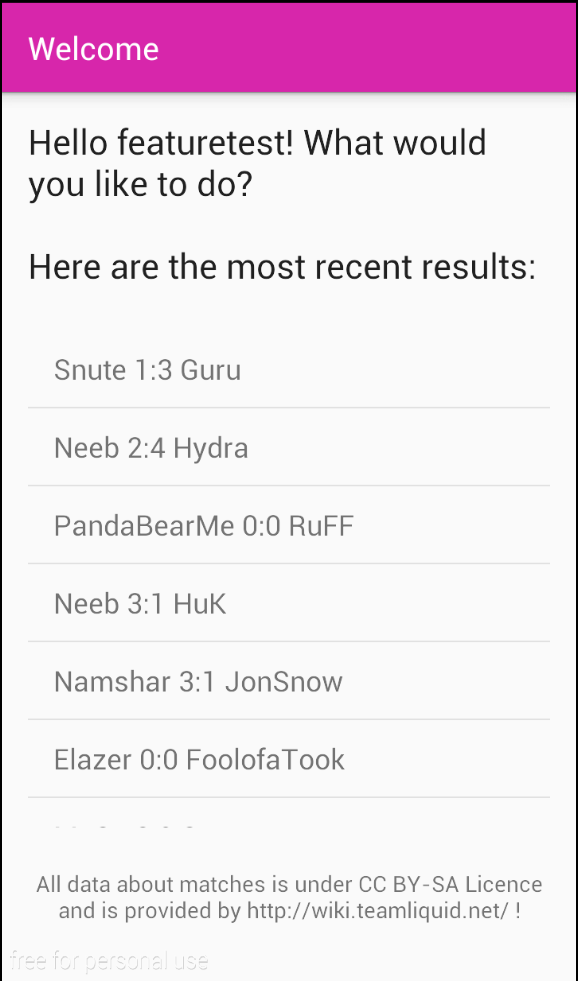 Welcome
Hello featuretest! What would
you like to do?
Here are the most recent results:
Snute 1:3 Guru
Neeb 2:4 Hydra
PandaBearMe 0:0 RuFF
Neeb 3:1 HuK
Namshar 3:1 JonSnow
Elazer 0:0 FoolofaTook
All data about matches is under CC BY-SA Licence
and is provided by http://wiki.teamliquid.net/ !
free for personal use